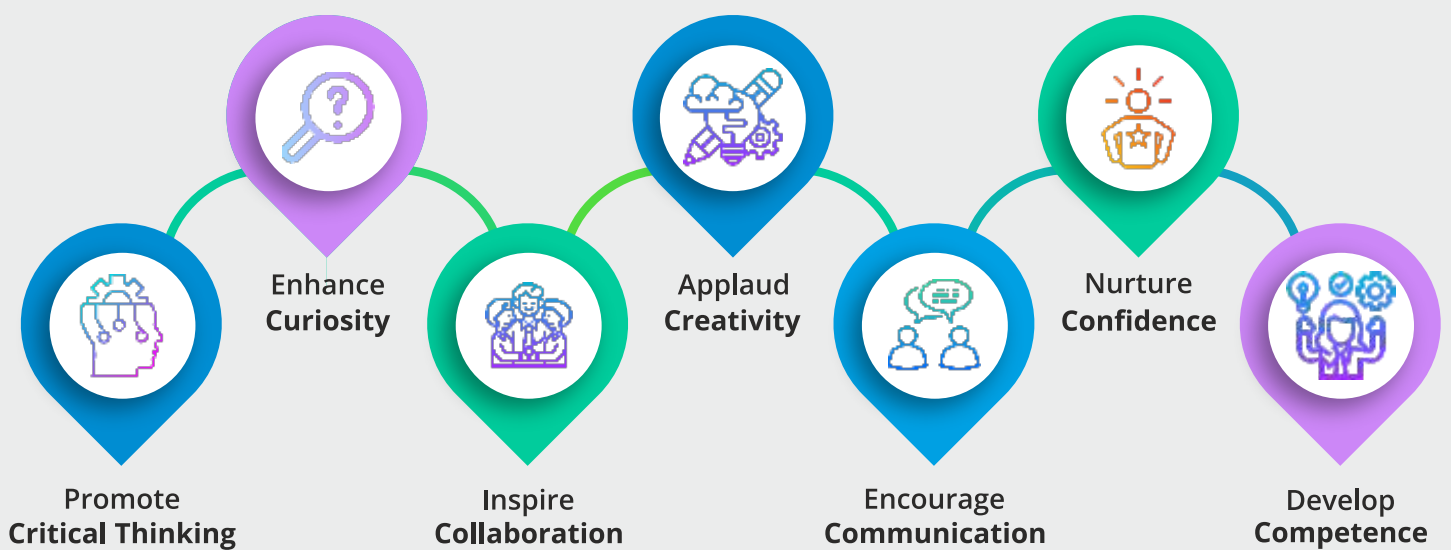 Promote
Critical Thinking
Enhance
Curiosity
Inspire
Collaboration
Applaud
Creativity
Encourage
Communication
Nurture
Confidence
Develop
Competence